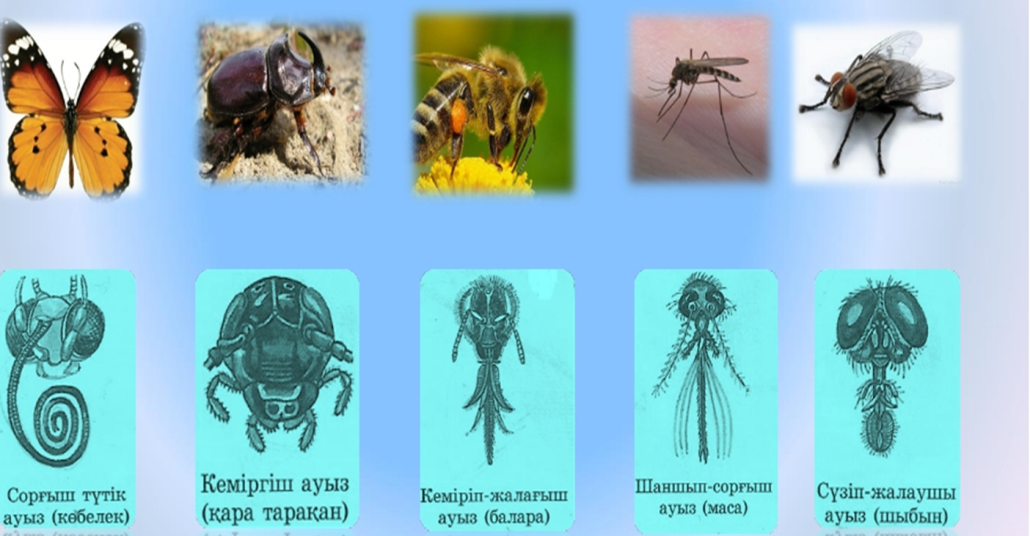 Сорғыш түтік
ауыз (көбелек)
Кеміргіш ауыз
(қара тарақан)
Кеміріп-жалағыш
ауыз (балара)
Шаншып-сорғыш
ауыз (маса)
Сүзіп-жалаушы
ауыз (шыбын)